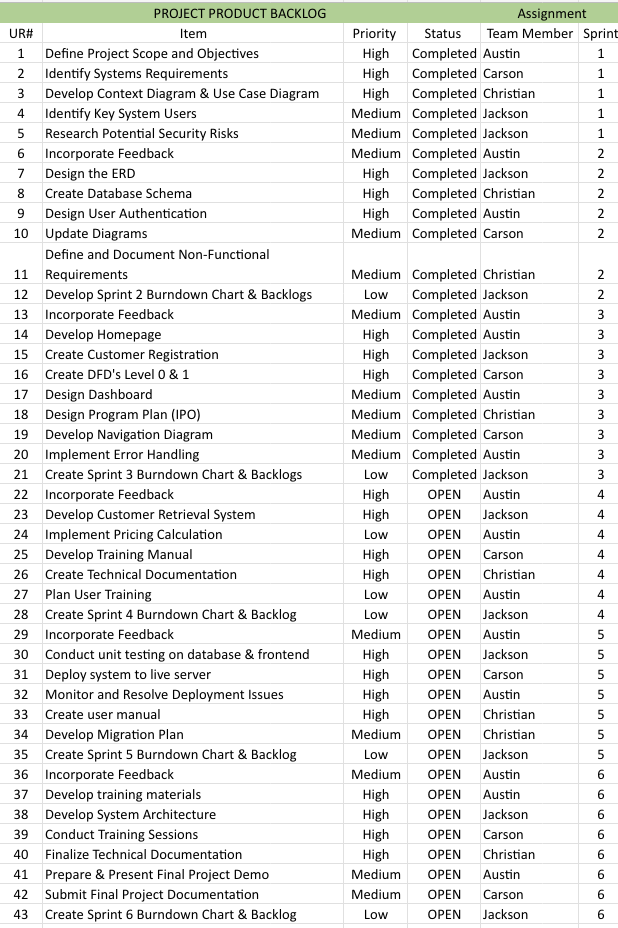 PROJECT PRODUCT BACKLOG Assignment
UR# Item Priority Status Team Member Sprint
1 Define Project Scope and Objectives High Completed Austin 1
2 Identify Systems Requirements High Completed Carson 1
3 Develop Context Diagram & Use Case Diagram High Completed Christian 1
4 Identify Key System Users Medium Completed Jackson 1
5 Research Potential Security Risks Medium Completed Jackson 1
6 Incorporate Feedback Medium Completed Austin 2
7 Design the ERD High Completed Jackson 2
8 Create Database Schema High Completed Christian 2
9 Design User Authentication High Completed Austin 2
10 Update Diagrams Medium Completed Carson 2
Define and Document Non-Functional
11 Requirements Medium Completed Christian 2
12 Develop Sprint 2 Burndown Chart & Backlogs Low Completed Jackson 2
13 Incorporate Feedback Medium Completed Austin 3
14 Develop Homepage High Completed Austin 3
15 Create Customer Registration High Completed Jackson 3
16 Create DFD's Level 0 & 1 High Completed Carson 3
17 Design Dashboard Medium Completed Austin 3
18 Design Program Plan (IPO) Medium Completed Christian 3
19 Develop Navigation Diagram Medium Completed Carson 3
20 Implement Error Handling Medium Completed Austin 3
21 Create Sprint 3 Burndown Chart & Backlogs Low Completed Jackson 3
22 Incorporate Feedback High OPEN Austin 4
23 Develop Customer Retrieval System High OPEN Jackson 4
24 Implement Pricing Calculation Low OPEN Austin 4
25 Develop Training Manual High OPEN Carson 4
26 Create Technical Documentation High OPEN Christian 4
27 Plan User Training Low OPEN Austin 4
28 Create Sprint 4 Burndown Chart & Backlog Low OPEN Jackson 4
29 Incorporate Feedback Medium OPEN Austin 5
30 Conduct unit testing on database & frontend High OPEN Jackson 5
31 Deploy system to live server High OPEN Carson 5
32 Monitor and Resolve Deployment Issues High OPEN Austin 5
33 Create user manual High OPEN Christian 5
34 Develop Migration Plan Medium OPEN Christian 5
35 Create Sprint 5 Burndown Chart & Backlog Low OPEN Jackson 5
36 Incorporate Feedback Medium OPEN Austin 6
37 Develop training materials High OPEN Austin 6
38 Develop System Architecture High OPEN Jackson 6
39 Conduct Training Sessions High OPEN Carson 6
40 Finalize Technical Documentation High OPEN Christian 6
41 Prepare & Present Final Project Demo Medium OPEN Austin 6
42 Submit Final Project Documentation Medium OPEN Carson 6
43 Create Sprint 6 Burndown Chart & Backlog Low OPEN Jackson 6